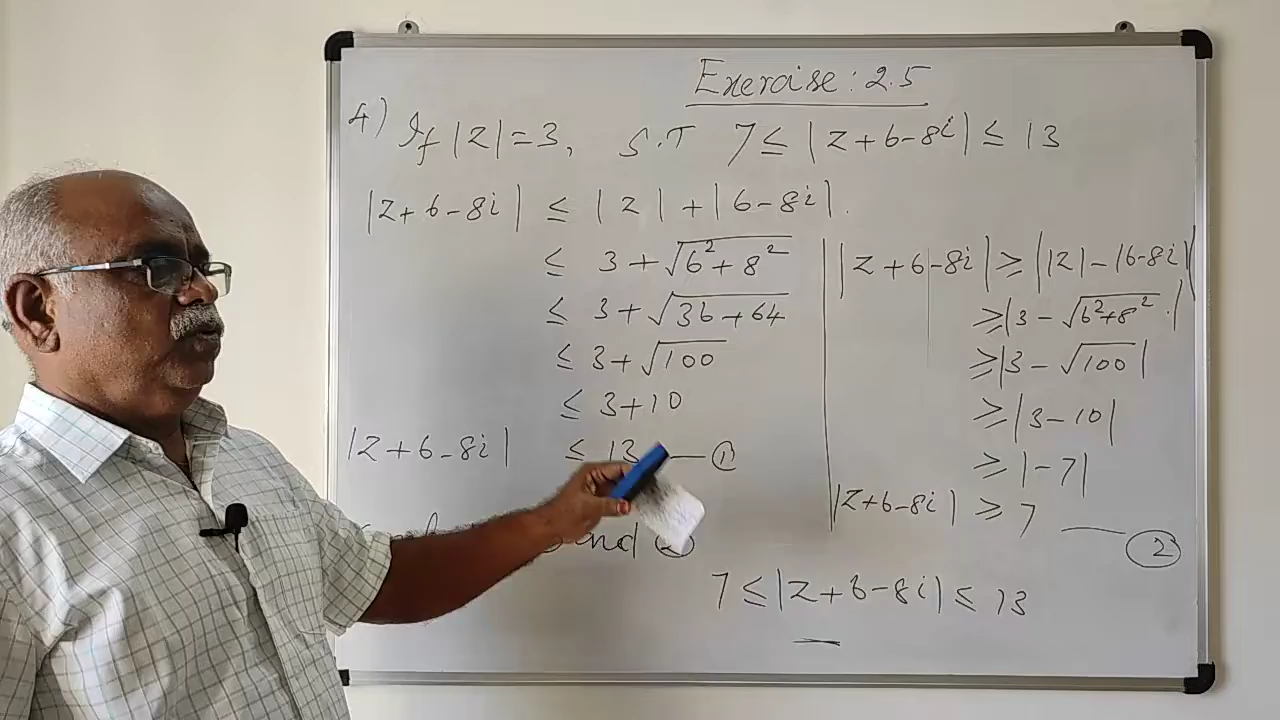 Exercise: 2.5
4) If |z|=3, S.T 7 ≤ |z+6-8i| ≤ 13
|z+6-8i| ≤ |z|+|6-8i|.
≤ 3+√6²+8²
≤ 3+√36+64
≤ 3+√100
≤ 3+10
|z+6-8i| ≤ 13 — ①
and ②
|z+6-8i| ≥ ||z|-|6-8i||
≥ |3-√6²+8².|
≥ |3-√100|
≥ |3-10|
≥ |-7|
|z+6-8i| ≥ 7 — ②
7 ≤ |z+6-8i| ≤ 13